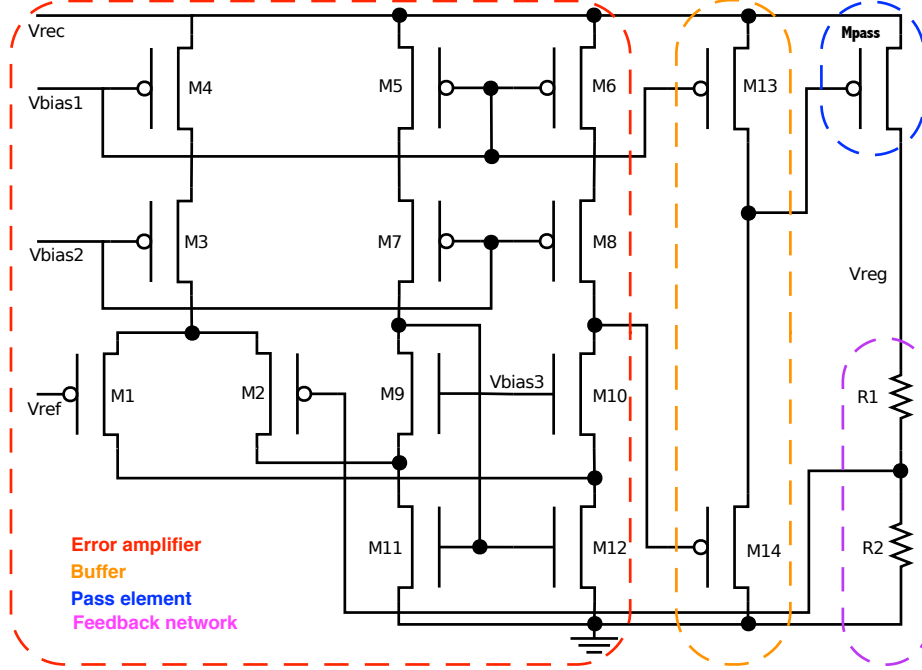 Vrec
Mpass
M4
M5
M6
M13
Vbias1
M3
M7
M8
Vbias2
Vreg
M1
M2
M9
Vbias3
M10
R1
Vref
M11
M12
M14
R2
Error amplifier
Buffer
Pass element
Feedback network